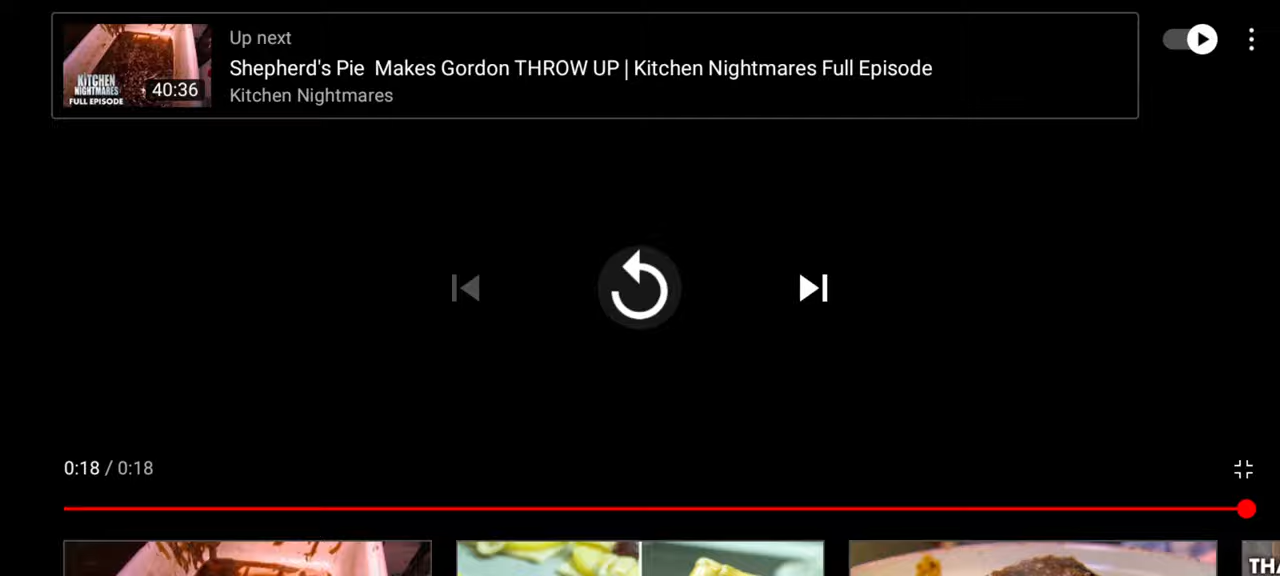 Up next
Shepherd's Pie Makes Gordon THROW UP | Kitchen Nightmares Full Episode
Kitchen Nightmares
KITCHEN
NIGHTMARES
FULL EPISODE
40:36
0:18 / 0:18